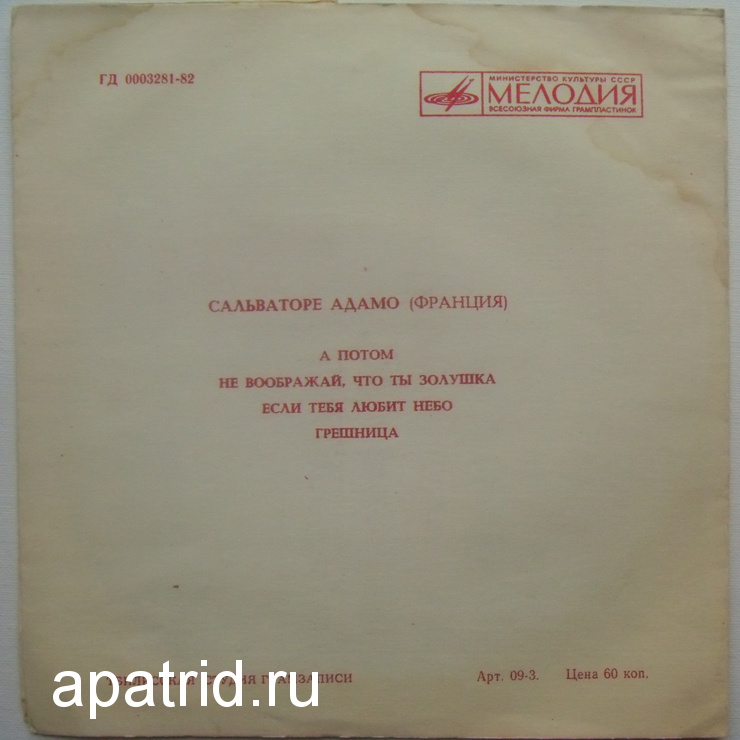 ГД 0003281-82
МИНИСТЕРСТВО КУЛЬТУРЫ СССР
МЕЛОДИЯ
ВСЕСОЮЗНАЯ ФИРМА ГРАМПЛАСТИНОК
САЛЬВАТОРЕ АДАМО (ФРАНЦИЯ)
А ПОТОМ
НЕ ВООБРАЖАЙ, ЧТО ТЫ ЗОЛУШКА
ЕСЛИ ТЕБЯ ЛЮБИТ НЕБО
ГРЕШНИЦА
СТУДИЯ ГРАМЗАПИСИ
Арт. 09-3. Цена 60 коп.
apatrid.ru